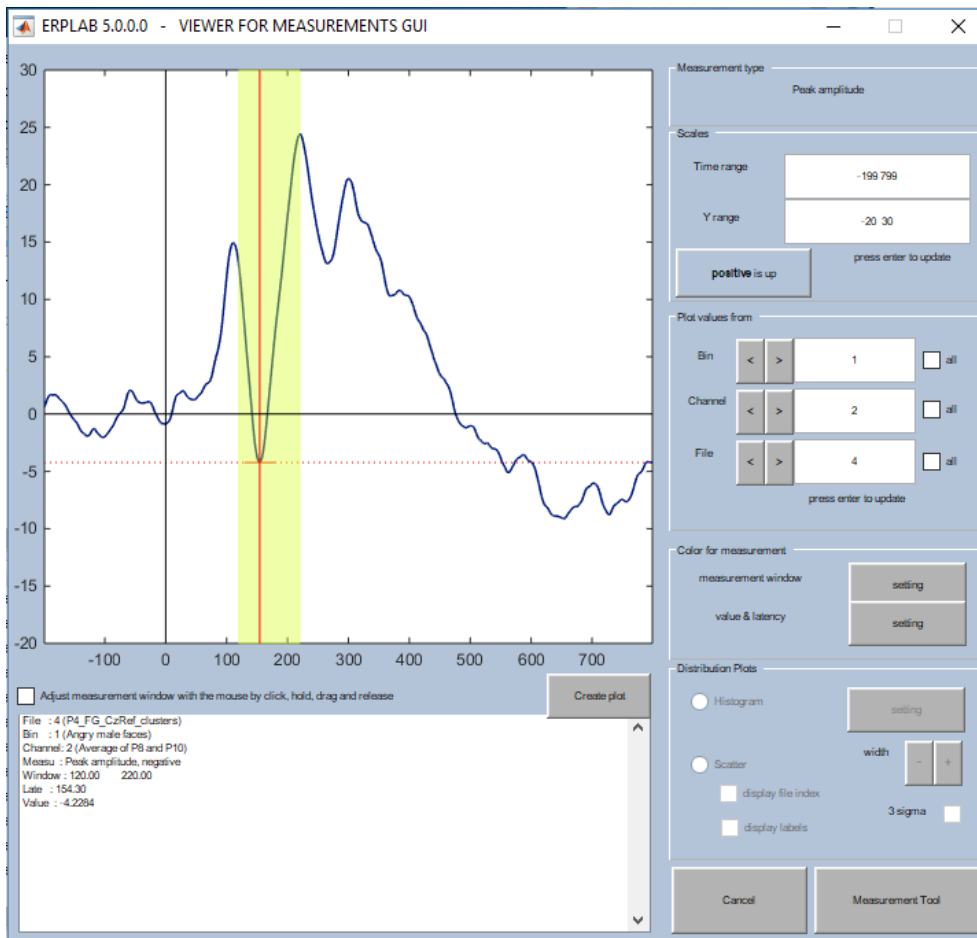 ERPLAB 5.0.0.0 - VIEWER FOR MEASUREMENTS GUI
30
25
20
15
10
5
0
-5
-10
-15
-20
-100 0 100 200 300 400 500 600 700
Measurement type
Peak amplitude
Scales
Time range -199 799
Y range -20 30
positive is up
press enter to update
Plot values from
Bin < > 1 all
Channel < > 2 all
File < > 4 all
press enter to update
Color for measurement
measurement window setting
value & latency setting
Distribution Plots
Histogram setting
width - +
Scatter
display file index
3 sigma
display labels
Adjust measurement window with the mouse by click, hold, drag and release
Create plot
File : 4 (P4_FG_CzRef_clusters)
Bin : 1 (Angry male faces)
Channel: 2 (Average of P8 and P10)
Measu : Peak amplitude, negative
Window : 120.00 220.00
Late : 154.30
Value : -4.2284
Cancel
Measurement Tool